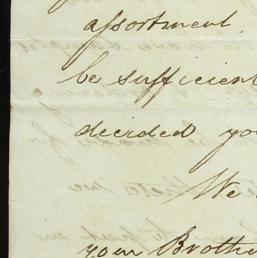 assortment,
be sufficient
decided you
We
your Brothe